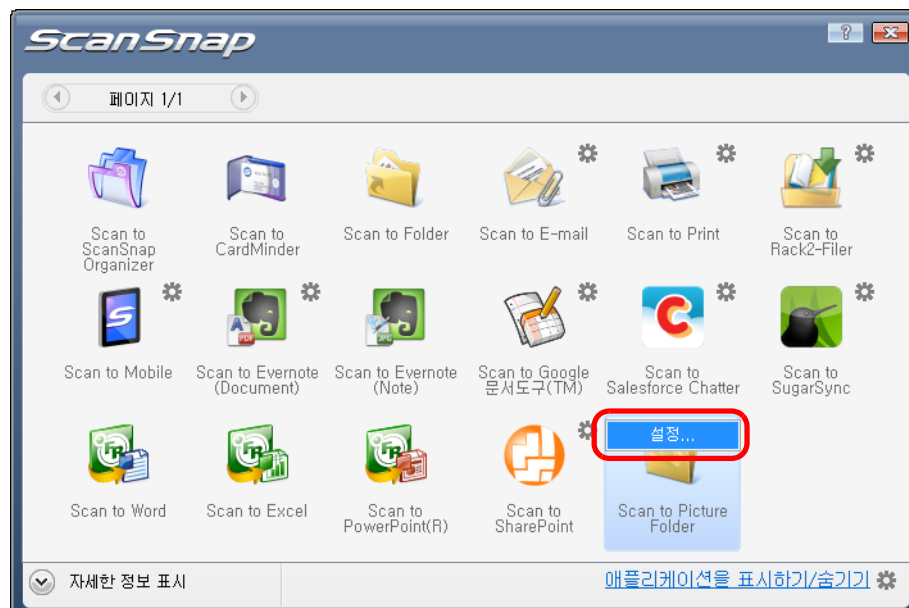 ScanSnap
페이지 1/1
Scan to
ScanSnap
Organizer
Scan to
CardMinder
Scan to Folder
Scan to E-mail
Scan to Print
Scan to
Rack2-Filer
Scan to Mobile
Scan to Evernote
(Document)
Scan to Evernote
(Note)
Scan to Google
문서도구(TM)
Scan to
Salesforce Chatter
Scan to
SugarSync
Scan to Word
Scan to Excel
Scan to
PowerPoint(R)
Scan to
SharePoint
설정...
Scan to Picture
Folder
자세한 정보 표시
애플리케이션을 표시하기/숨기기